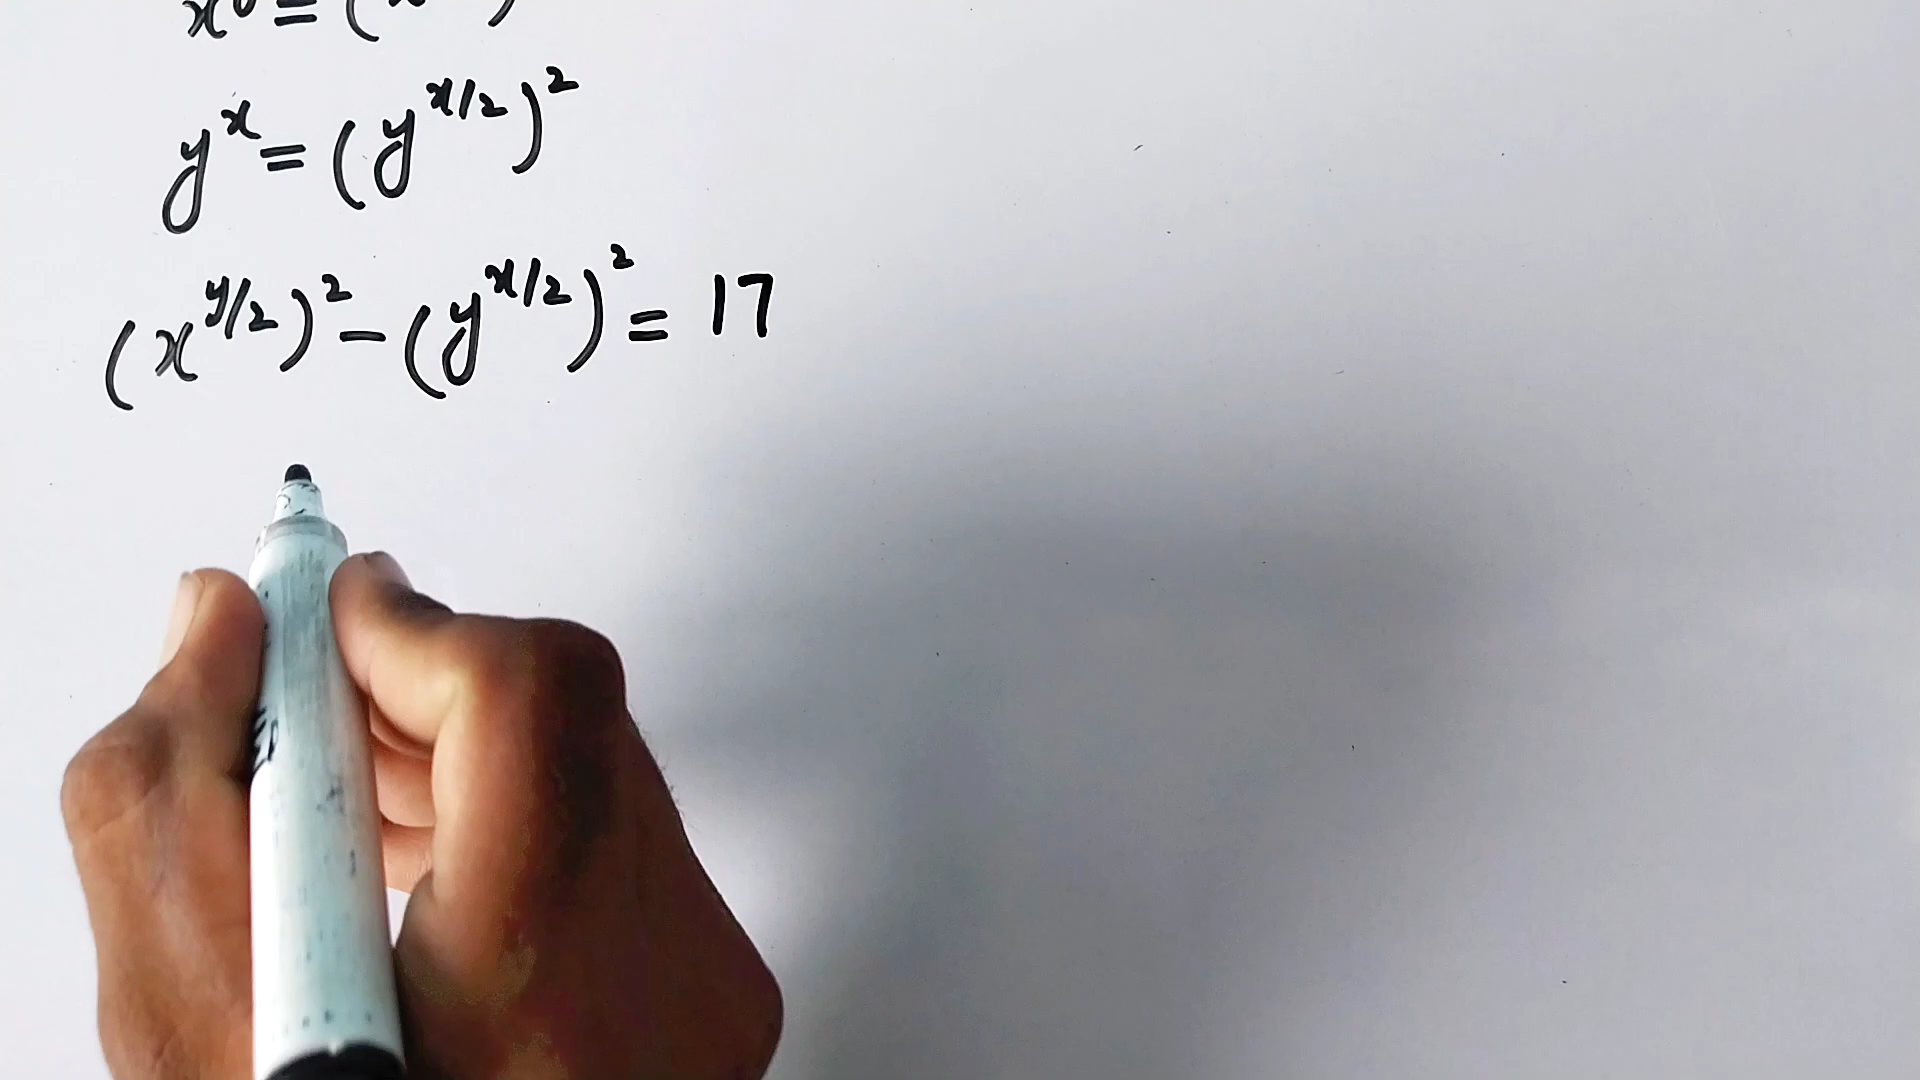 x^y = (x
y^x = (y^{x/2})^2
(x^{y/2})^2 - (y^{x/2})^2 = 17